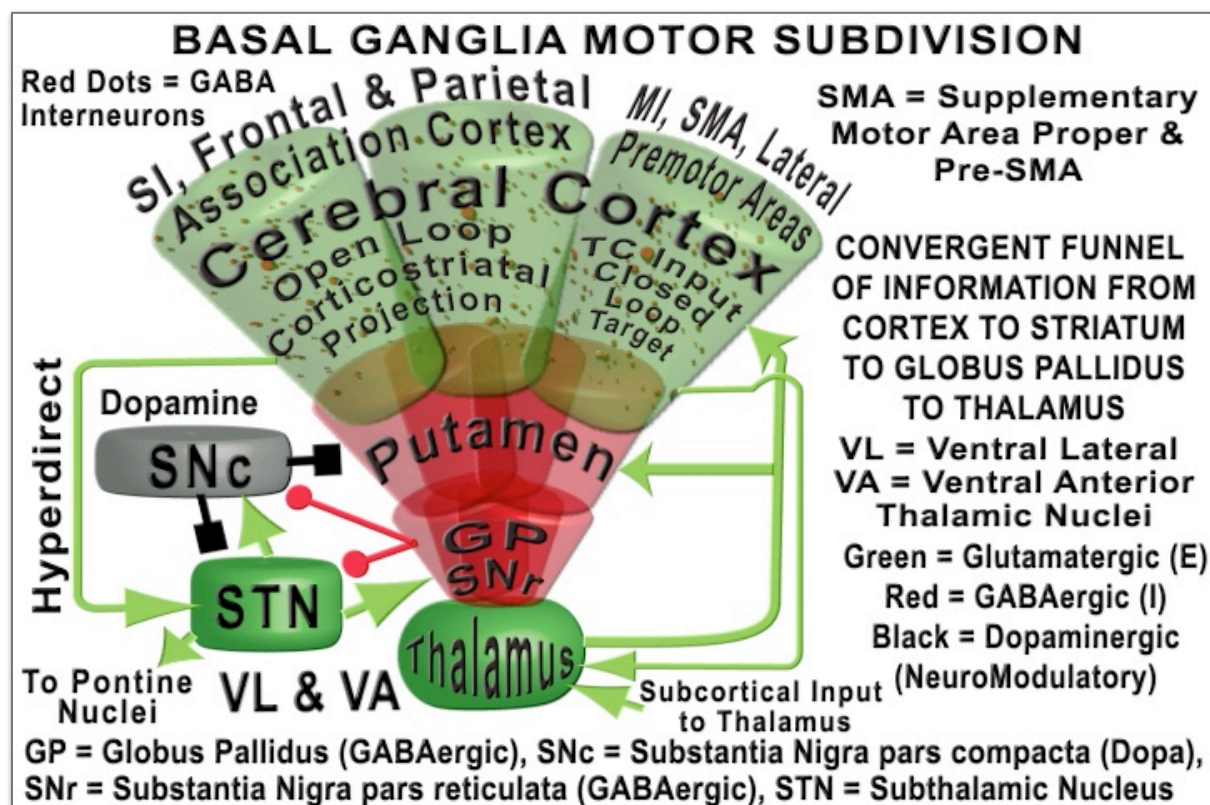 BASAL GANGLIA MOTOR SUBDIVISION
Red Dots = GABA
Interneurons
SI, Frontal & Parietal
Association Cortex
MI, SMA, Lateral
Premotor Areas
SMA = Supplementary
Motor Area Proper &
Pre-SMA
Cerebral Cortex
Open Loop
Corticostriatal
Projection
TC Input
Closed
Loop
Target
CONVERGENT FUNNEL
OF INFORMATION FROM
CORTEX TO STRIATUM
TO GLOBUS PALLIDUS
TO THALAMUS
Hyperdirect
Dopamine
SNc
Putamen
GP
SNr
STN
Thalamus
VL = Ventral Lateral
VA = Ventral Anterior
Thalamic Nuclei
Green = Glutamatergic (E)
Red = GABAergic (I)
Black = Dopaminergic
(NeuroModulatory)
To Pontine
Nuclei
VL & VA
Subcortical Input
to Thalamus
GP = Globus Pallidus (GABAergic), SNc = Substantia Nigra pars compacta (Dopa),
SNr = Substantia Nigra pars reticulata (GABAergic), STN = Subthalamic Nucleus